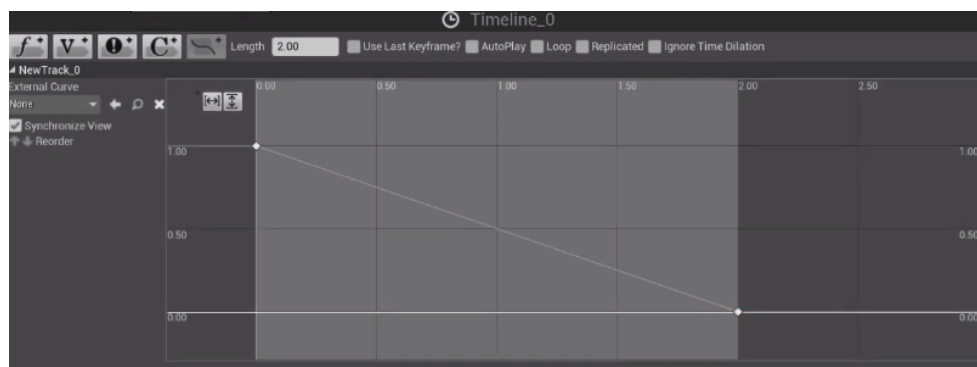 Timeline_0
f V ! C Length 2.00 Use Last Keyframe? AutoPlay Loop Replicated Ignore Time Dilation
NewTrack_0
External Curve
None
Synchronize View
Reorder
0.00 0.50 1.00 1.50 2.00 2.50
1.00 1.00
0.50 0.50
0.00 0.00